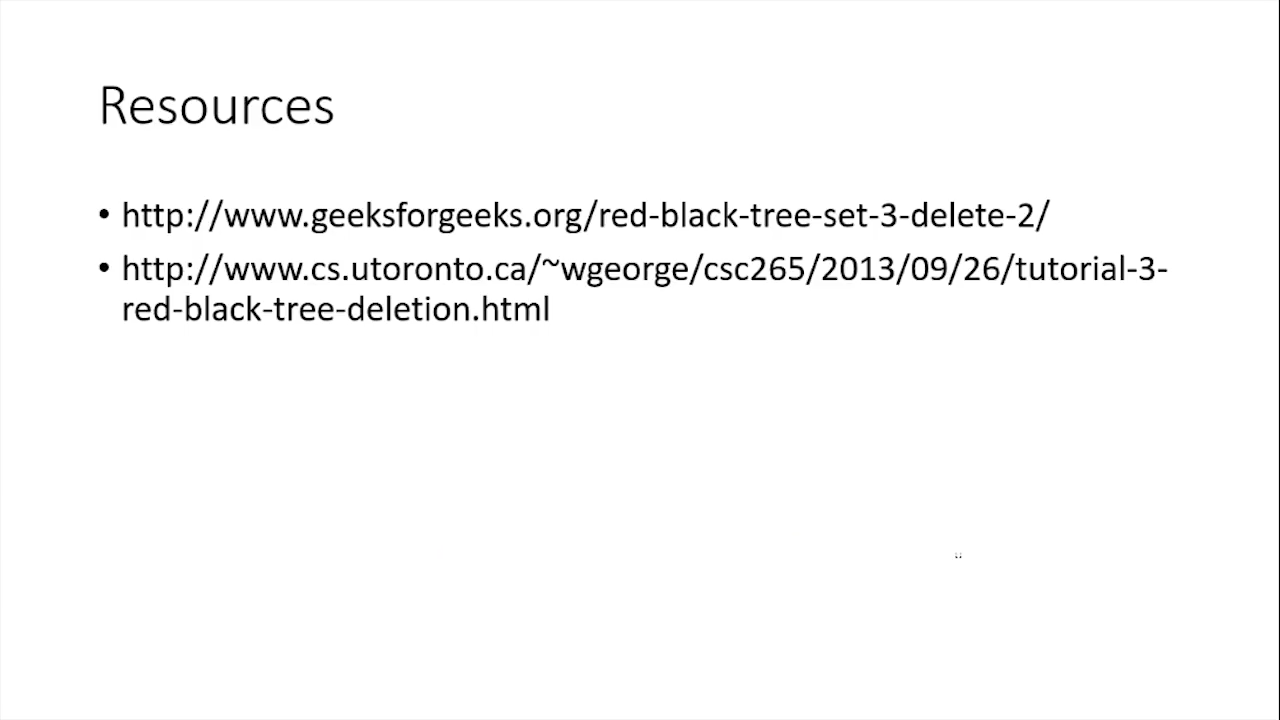 Resources
• http://www.geeksforgeeks.org/red-black-tree-set-3-delete-2/
• http://www.cs.utoronto.ca/~wgeorge/csc265/2013/09/26/tutorial-3-
red-black-tree-deletion.html